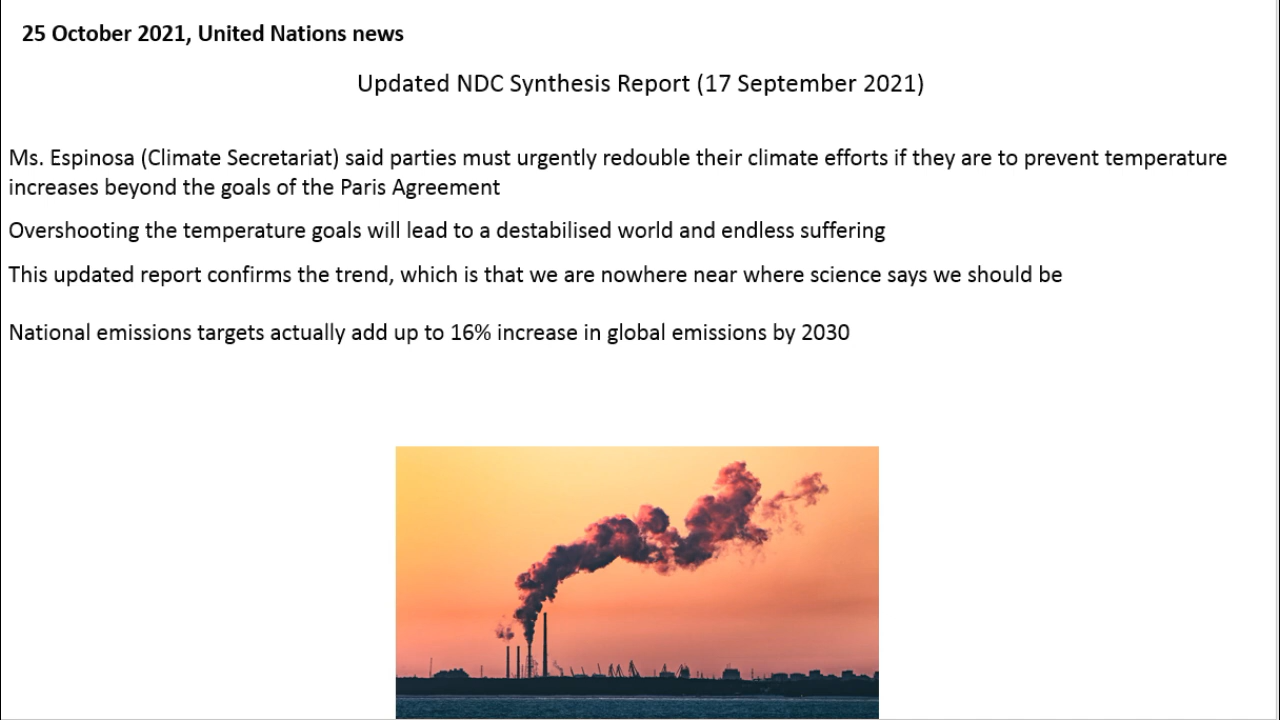 25 October 2021, United Nations news
Updated NDC Synthesis Report (17 September 2021)
Ms. Espinosa (Climate Secretariat) said parties must urgently redouble their climate efforts if they are to prevent temperature
increases beyond the goals of the Paris Agreement
Overshooting the temperature goals will lead to a destabilised world and endless suffering
This updated report confirms the trend, which is that we are nowhere near where science says we should be
National emissions targets actually add up to 16% increase in global emissions by 2030